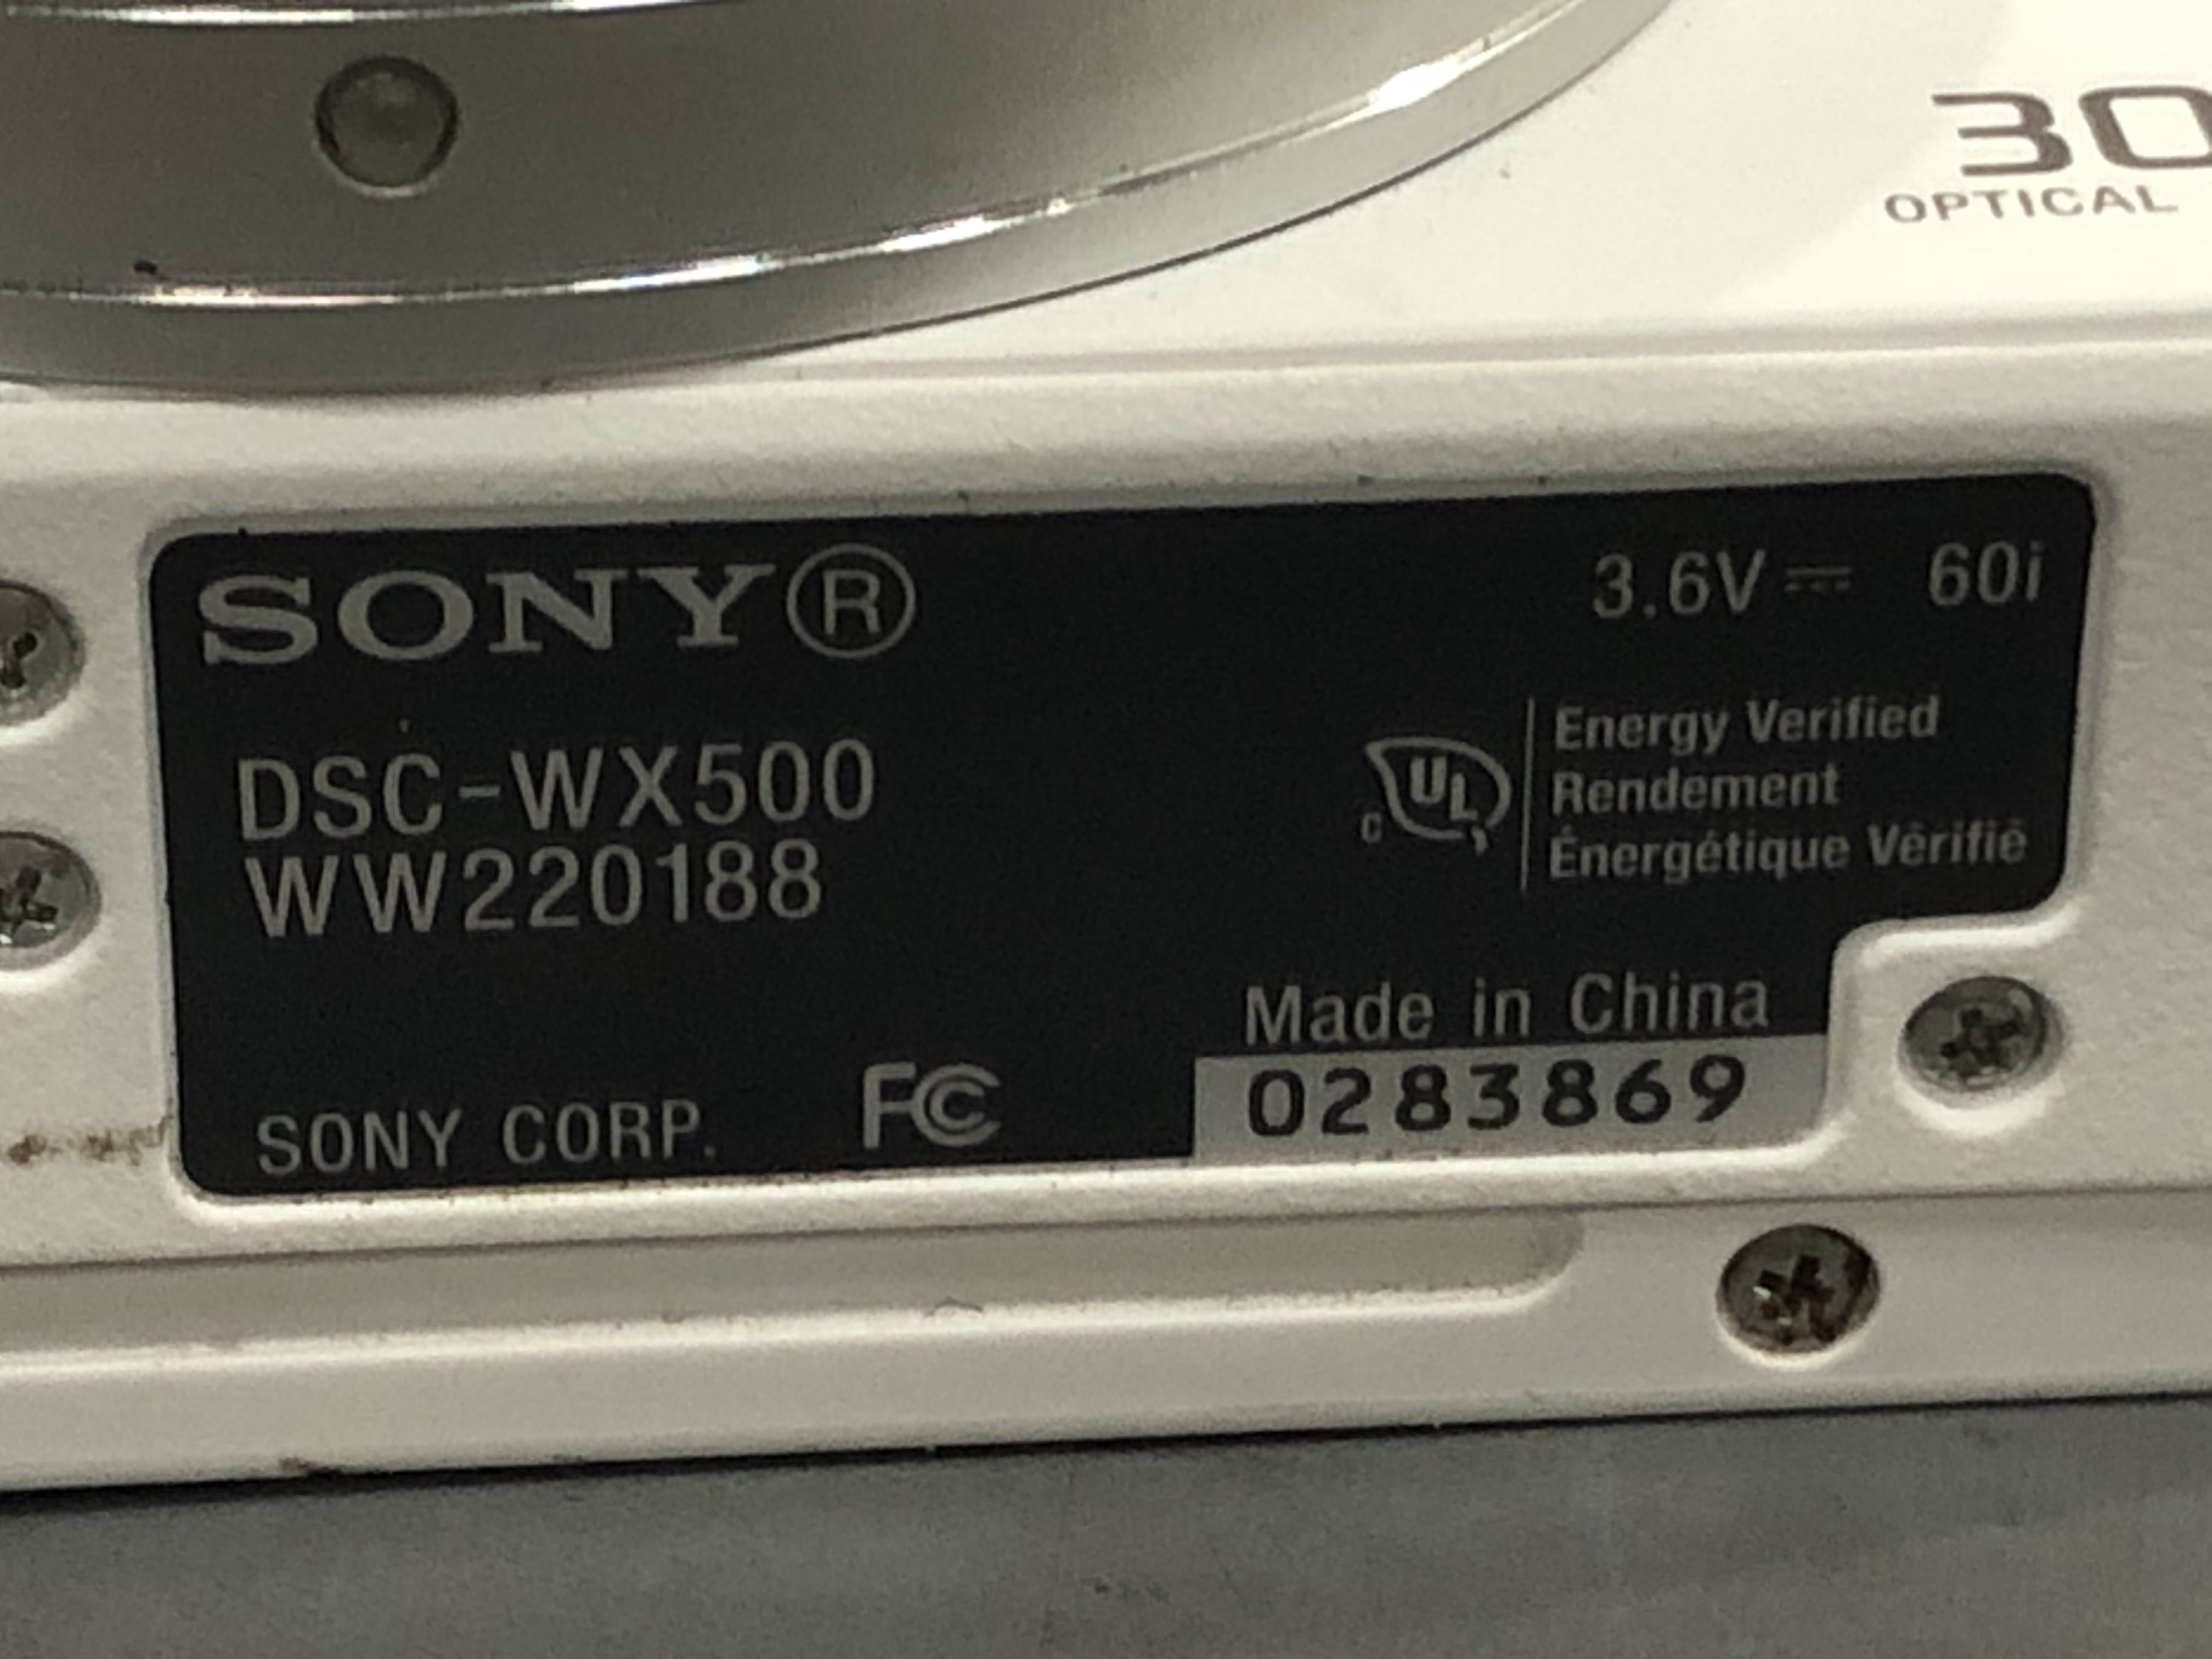 30
OPTICAL
SONY®
3.6V⎓ 60i
DSC-WX500
WW220188
c UL
Energy Verified
Rendement
Énergétique Vérifié
Made in China
0283869
SONY CORP. FC